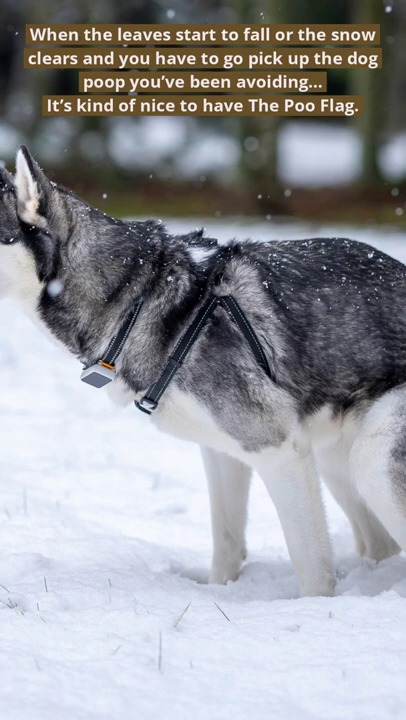 When the leaves start to fall or the snow
clears and you have to go pick up the dog
poop you’ve been avoiding...
It’s kind of nice to have The Poo Flag.